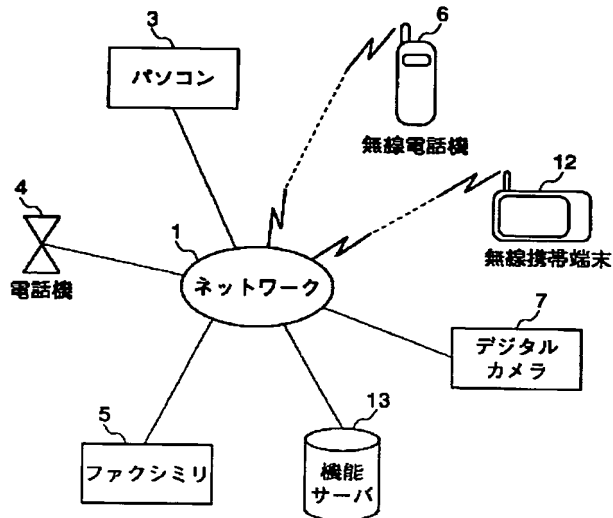 3
パソコン
6
無線電話機
4
電話機
1
ネットワーク
12
無線携帯端末
7
デジタル
カメラ
5
ファクシミリ
13
機能
サーバ